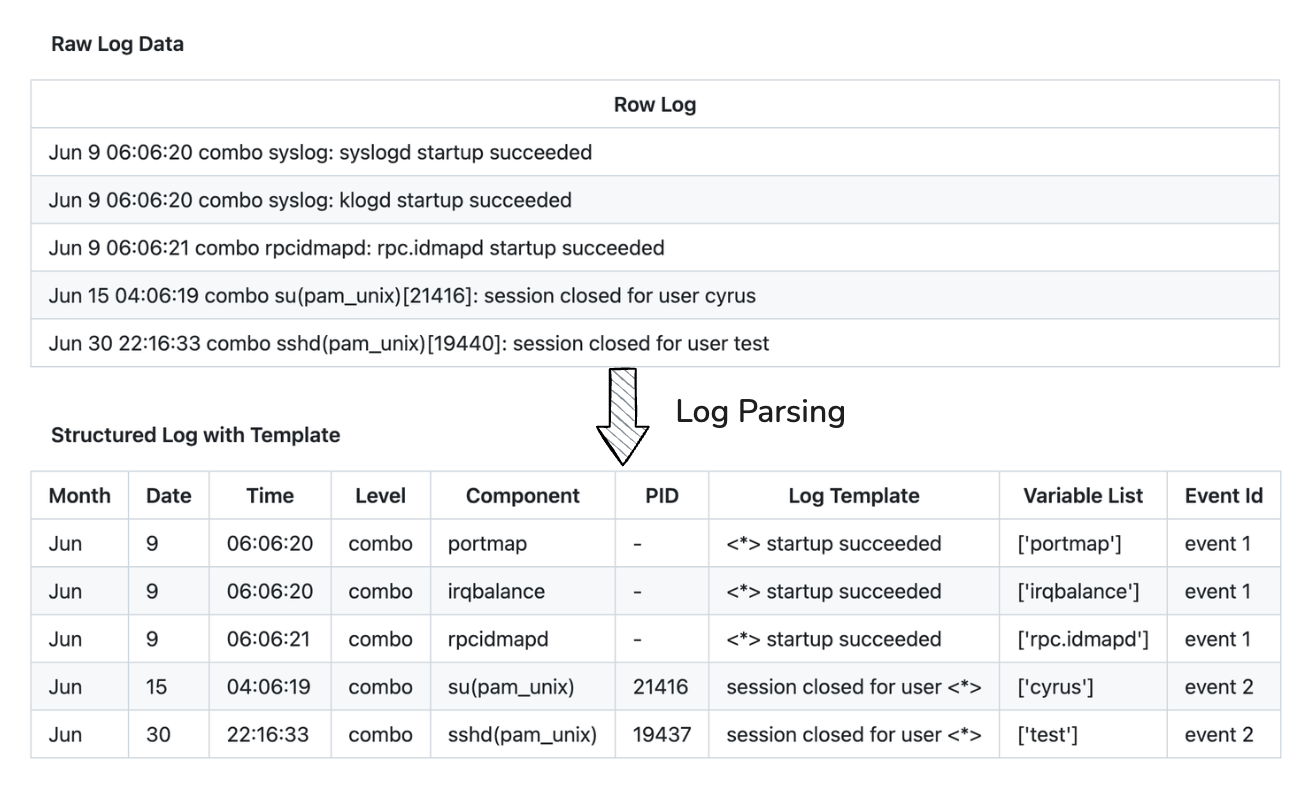 Raw Log Data
Row Log
Jun 9 06:06:20 combo syslog: syslogd startup succeeded
Jun 9 06:06:20 combo syslog: klogd startup succeeded
Jun 9 06:06:21 combo rpcidmapd: rpc.idmapd startup succeeded
Jun 15 04:06:19 combo su(pam_unix)[21416]: session closed for user cyrus
Jun 30 22:16:33 combo sshd(pam_unix)[19440]: session closed for user test
Log Parsing
Structured Log with Template
Month Date Time Level Component PID Log Template Variable List Event Id
Jun 9 06:06:20 combo portmap - <*> startup succeeded ['portmap'] event 1
Jun 9 06:06:20 combo irqbalance - <*> startup succeeded ['irqbalance'] event 1
Jun 9 06:06:21 combo rpcidmapd - <*> startup succeeded ['rpc.idmapd'] event 1
Jun 15 04:06:19 combo su(pam_unix) 21416 session closed for user <*> ['cyrus'] event 2
Jun 30 22:16:33 combo sshd(pam_unix) 19437 session closed for user <*> ['test'] event 2